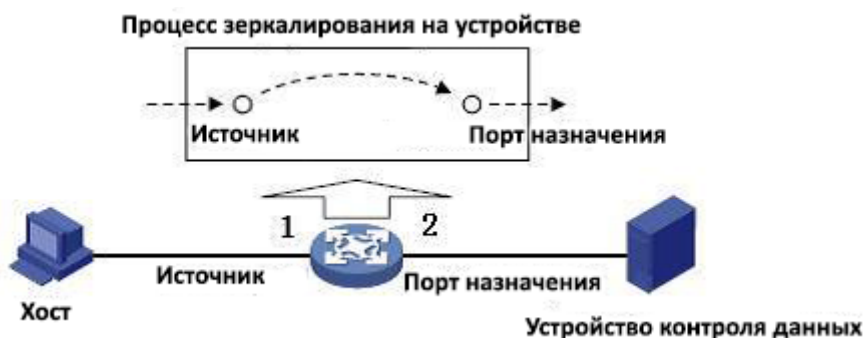 Процесс зеркалирования на устройстве
Источник
Порт назначения
1
2
Источник
Порт назначения
Хост
Устройство контроля данных